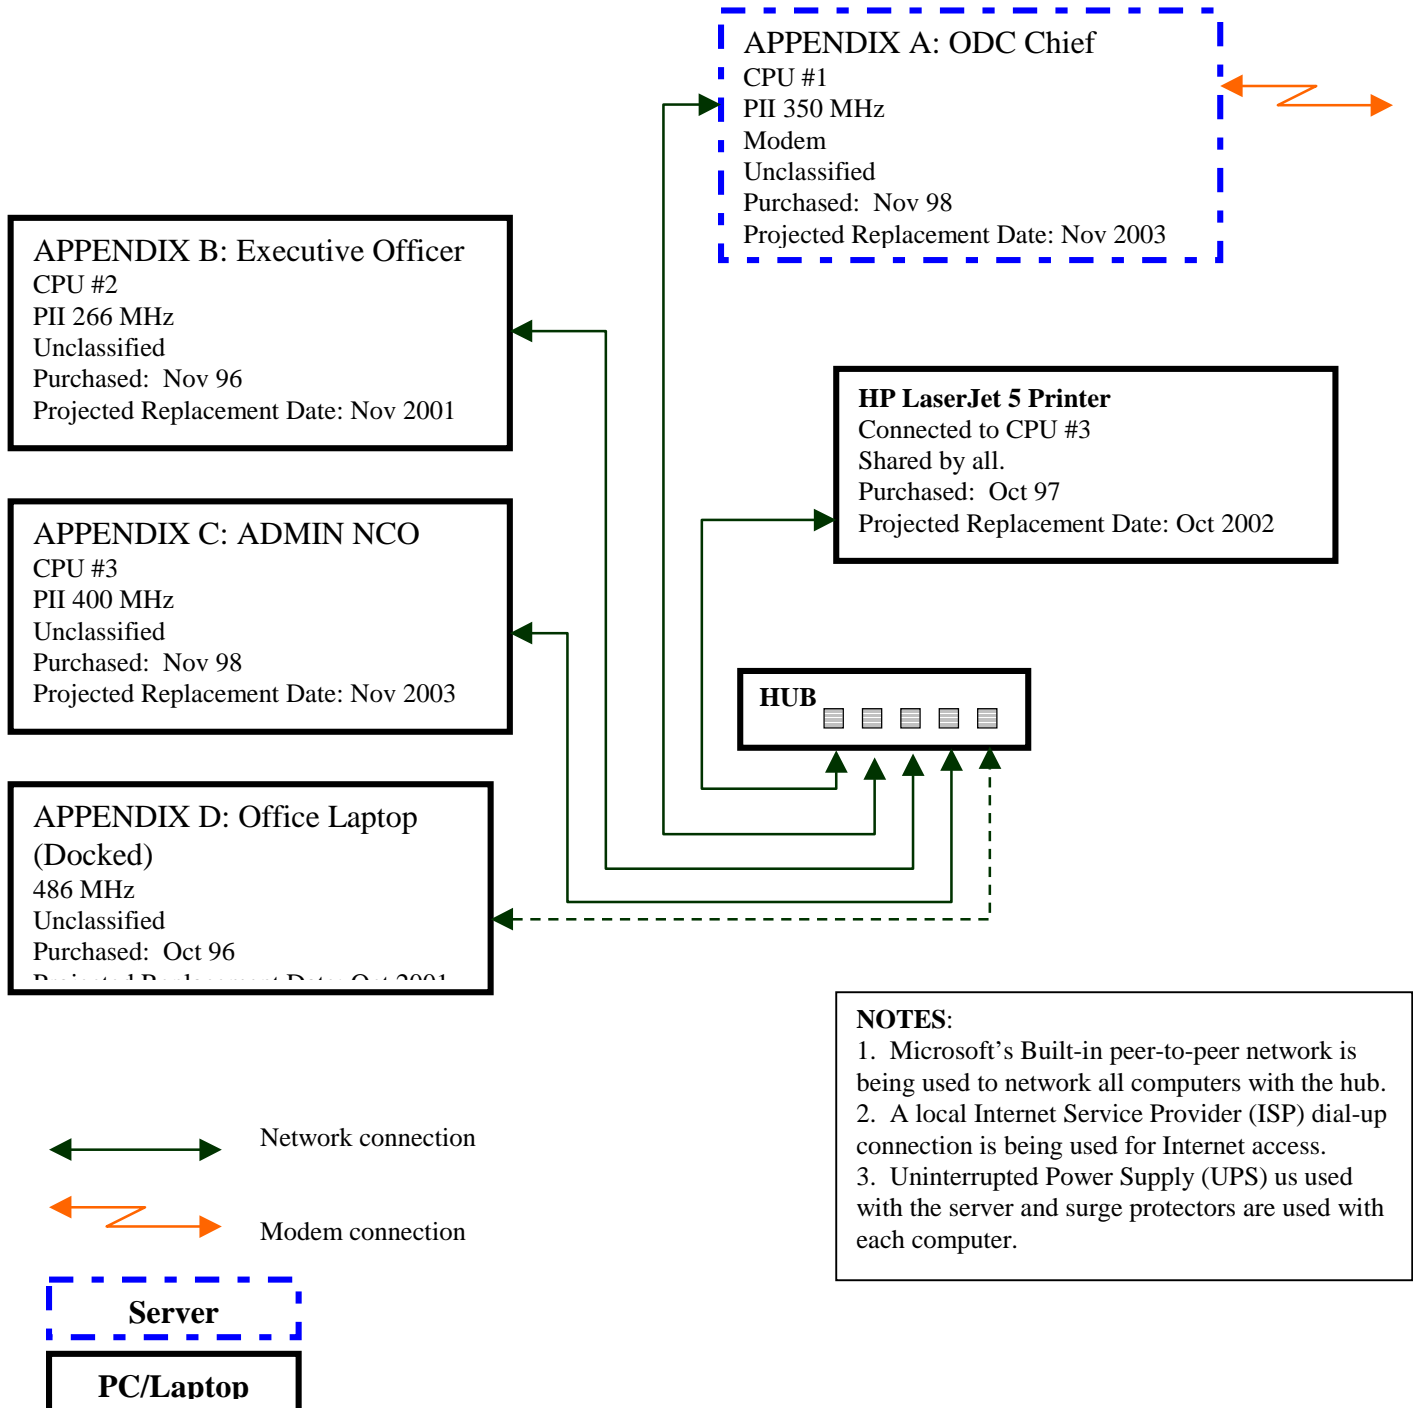 APPENDIX A: ODC Chief
CPU #1
PII 350 MHz
Modem
Unclassified
Purchased:  Nov 98
Projected Replacement Date: Nov 2003
APPENDIX B: Executive Officer
CPU #2
PII 266 MHz
Unclassified
Purchased:  Nov 96
Projected Replacement Date: Nov 2001
HP LaserJet 5 Printer
Connected to CPU #3
Shared by all.
Purchased:  Oct 97
Projected Replacement Date: Oct 2002
APPENDIX C: ADMIN NCO
CPU #3
PII 400 MHz
Unclassified
Purchased:  Nov 98
Projected Replacement Date: Nov 2003
HUB
APPENDIX D: Office Laptop
(Docked)
486 MHz
Unclassified
Purchased:  Oct 96
Projected Replacement Date: Oct 2001
NOTES:
1.  Microsoft’s Built-in peer-to-peer network is
being used to network all computers with the hub.
2.  A local Internet Service Provider (ISP) dial-up
connection is being used for Internet access.
3.  Uninterrupted Power Supply (UPS) us used
with the server and surge protectors are used with
each computer.
Network connection
Modem connection
Server
PC/Laptop